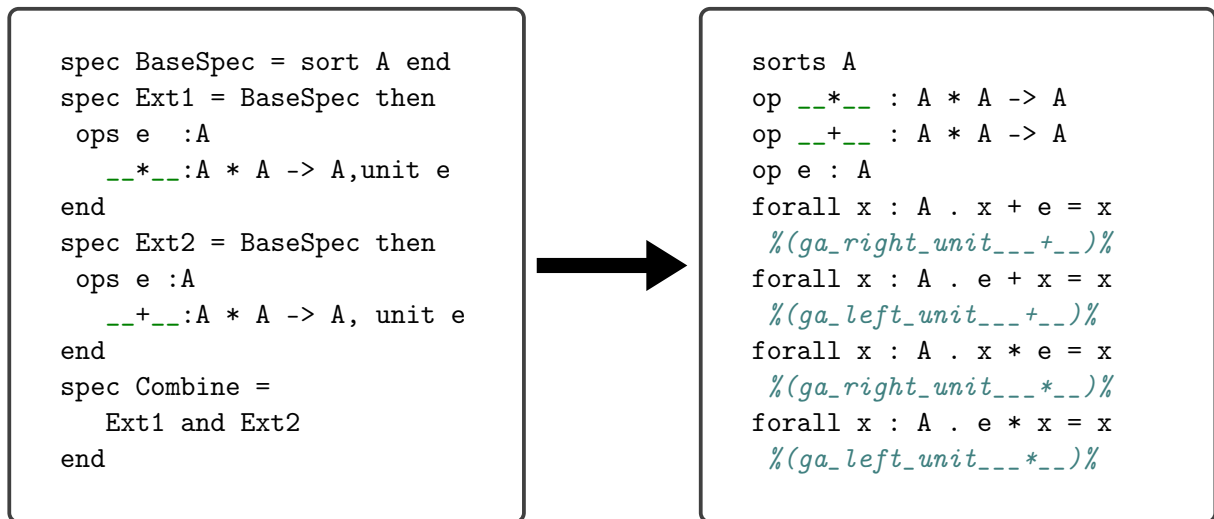 spec BaseSpec = sort A end
spec Ext1 = BaseSpec then
 ops e  :A
   __*__:A * A -> A,unit e
end
spec Ext2 = BaseSpec then
 ops e :A
   __+__:A * A -> A, unit e
end
spec Combine =
   Ext1 and Ext2
end
sorts A
op __*__ : A * A -> A
op __+__ : A * A -> A
op e : A
forall x : A . x + e = x
 %(ga_right_unit___+__)%
forall x : A . e + x = x
 %(ga_left_unit___+__)%
forall x : A . x * e = x
 %(ga_right_unit___*__)%
forall x : A . e * x = x
 %(ga_left_unit___*__)%